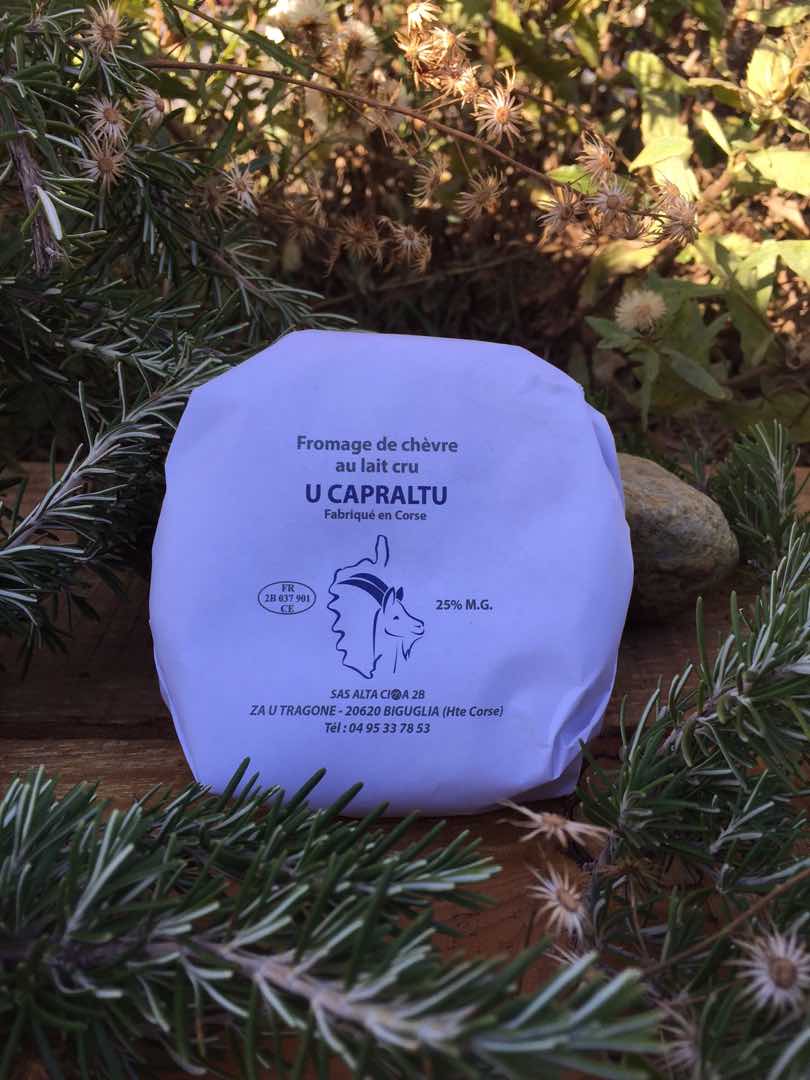 Fromage de chèvre
au lait cru
U CAPRALTU
Fabriqué en Corse
FR
2B 037 901
CE
25% M.G.
SAS ALTA 2B
ZA U TRAGONE - 20620 BIGUGLIA (Hte Corse)
Tél : 04 95 33 78 53